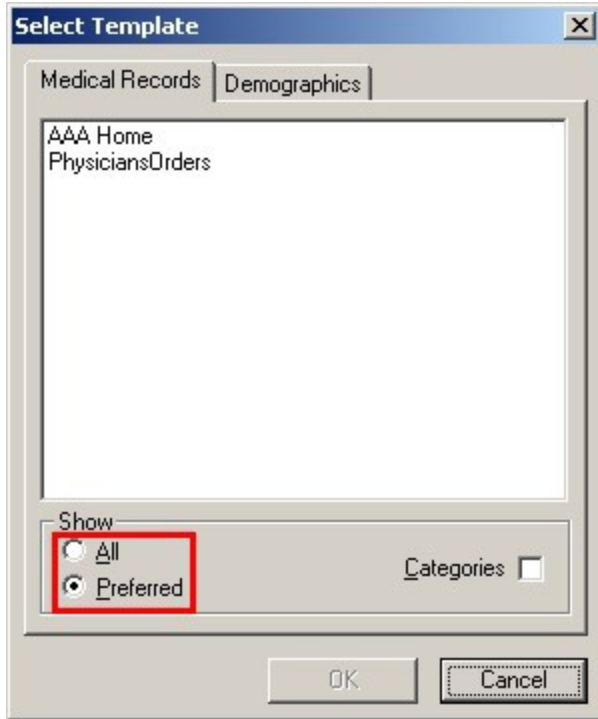 Select Template
Medical Records Demographics
AAA Home
PhysiciansOrders
Show
All
Categories
Preferred
OK Cancel